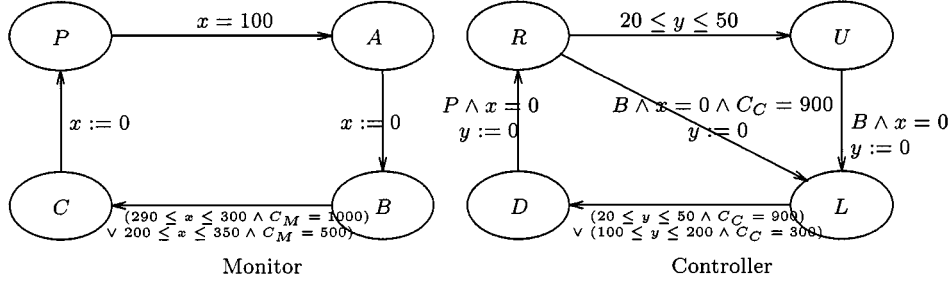 x = 100
20 ≤ y ≤ 50
P
A
R
U
x := 0
x := 0
P ∧ x = 0
y := 0
B ∧ x = 0 ∧ C_C = 900
y := 0
B ∧ x = 0
y := 0
C
B
D
L
(290 ≤ x ≤ 300 ∧ C_M = 1000)
∨ 200 ≤ x ≤ 350 ∧ C_M = 500)
(20 ≤ y ≤ 50 ∧ C_C = 900)
∨ (100 ≤ y ≤ 200 ∧ C_C = 300)
Monitor
Controller